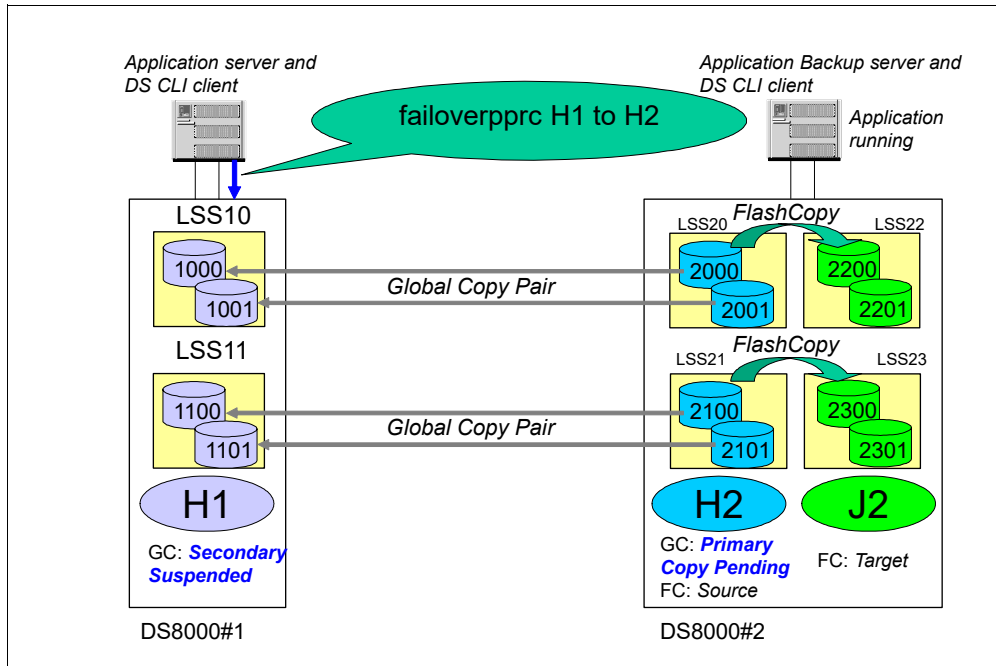 Application server and
DS CLI client
Application Backup server and
DS CLI client
failoverpprc H1 to H2
Application
running
LSS10
1000
1001
Global Copy Pair
LSS20
FlashCopy
LSS22
2000
2001
2200
2201
LSS11
1100
1101
Global Copy Pair
LSS21
FlashCopy
LSS23
2100
2101
2300
2301
H1
H2
J2
GC: Secondary
Suspended
GC: Primary
Copy Pending
FC: Source
FC: Target
DS8000#1
DS8000#2